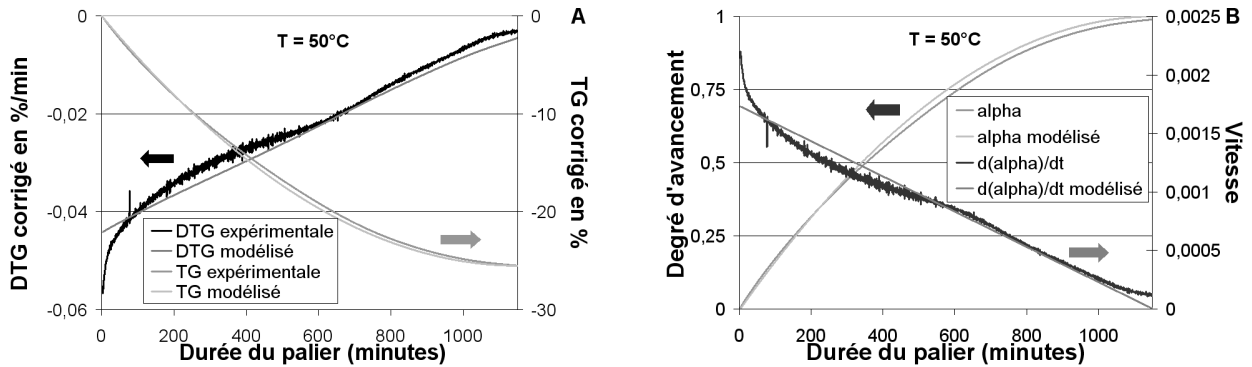 A
T = 50°C
DTG corrigé en %/min
0
-0,02
-0,04
-0,06
0
-10
-20
-30
TG corrigé en %
DTG expérimentale
DTG modélisé
TG expérimentale
TG modélisé
0
200
400
600
800
1000
Durée du palier (minutes)
B
T = 50°C
Degré d'avancement
1
0,75
0,5
0,25
0
0,0025
0,002
0,0015
0,001
0,0005
0
Vitesse
alpha
alpha modélisé
d(alpha)/dt
d(alpha)/dt modélisé
0
200
400
600
800
1000
Durée du palier (minutes)